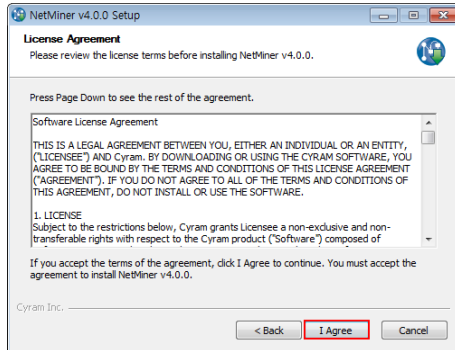 NetMiner v4.0.0 Setup
License Agreement
Please review the license terms before installing NetMiner v4.0.0.
Press Page Down to see the rest of the agreement.
Software License Agreement
THIS IS A LEGAL AGREEMENT BETWEEN YOU, EITHER AN INDIVIDUAL OR AN ENTITY,
("LICENSEE") AND Cyram. BY DOWNLOADING OR USING THE CYRAM SOFTWARE, YOU
AGREE TO BE BOUND BY THE TERMS AND CONDITIONS OF THIS LICENSE AGREEMENT
("AGREEMENT"). IF YOU DO NOT AGREE TO ALL OF THE TERMS AND CONDITIONS OF
THIS AGREEMENT, DO NOT INSTALL OR USE THE SOFTWARE.
1. LICENSE
Subject to the restrictions below, Cyram grants Licensee a non-exclusive and non-
transferable rights with respect to the Cyram product ("Software") composed of
If you accept the terms of the agreement, click I Agree to continue. You must accept the
agreement to install NetMiner v4.0.0.
Cyram Inc.
< Back I Agree Cancel